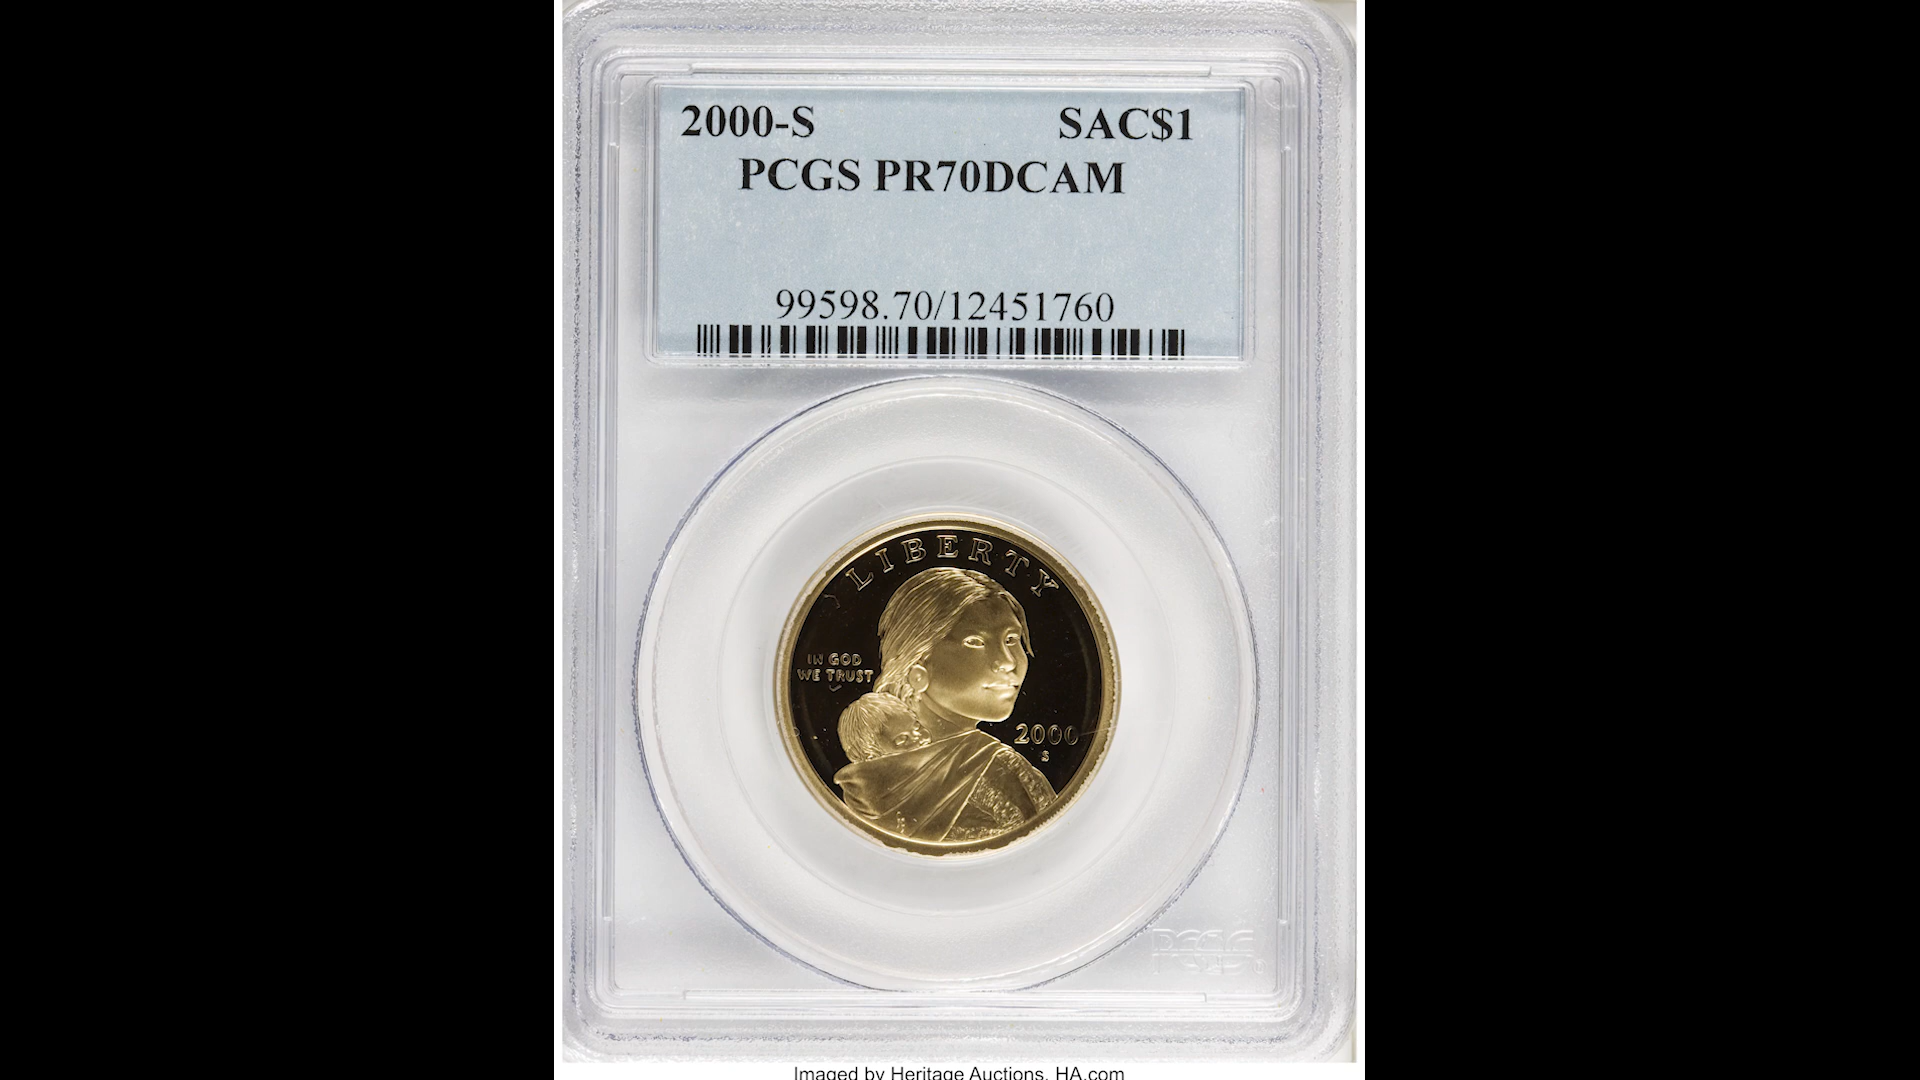 2000-S SAC$1
PCGS PR70DCAM
99598.70/12451760
LIBERTY
IN GOD
WE TRUST
2000
S
PCGS
Imaged by Heritage Auctions, HA.com